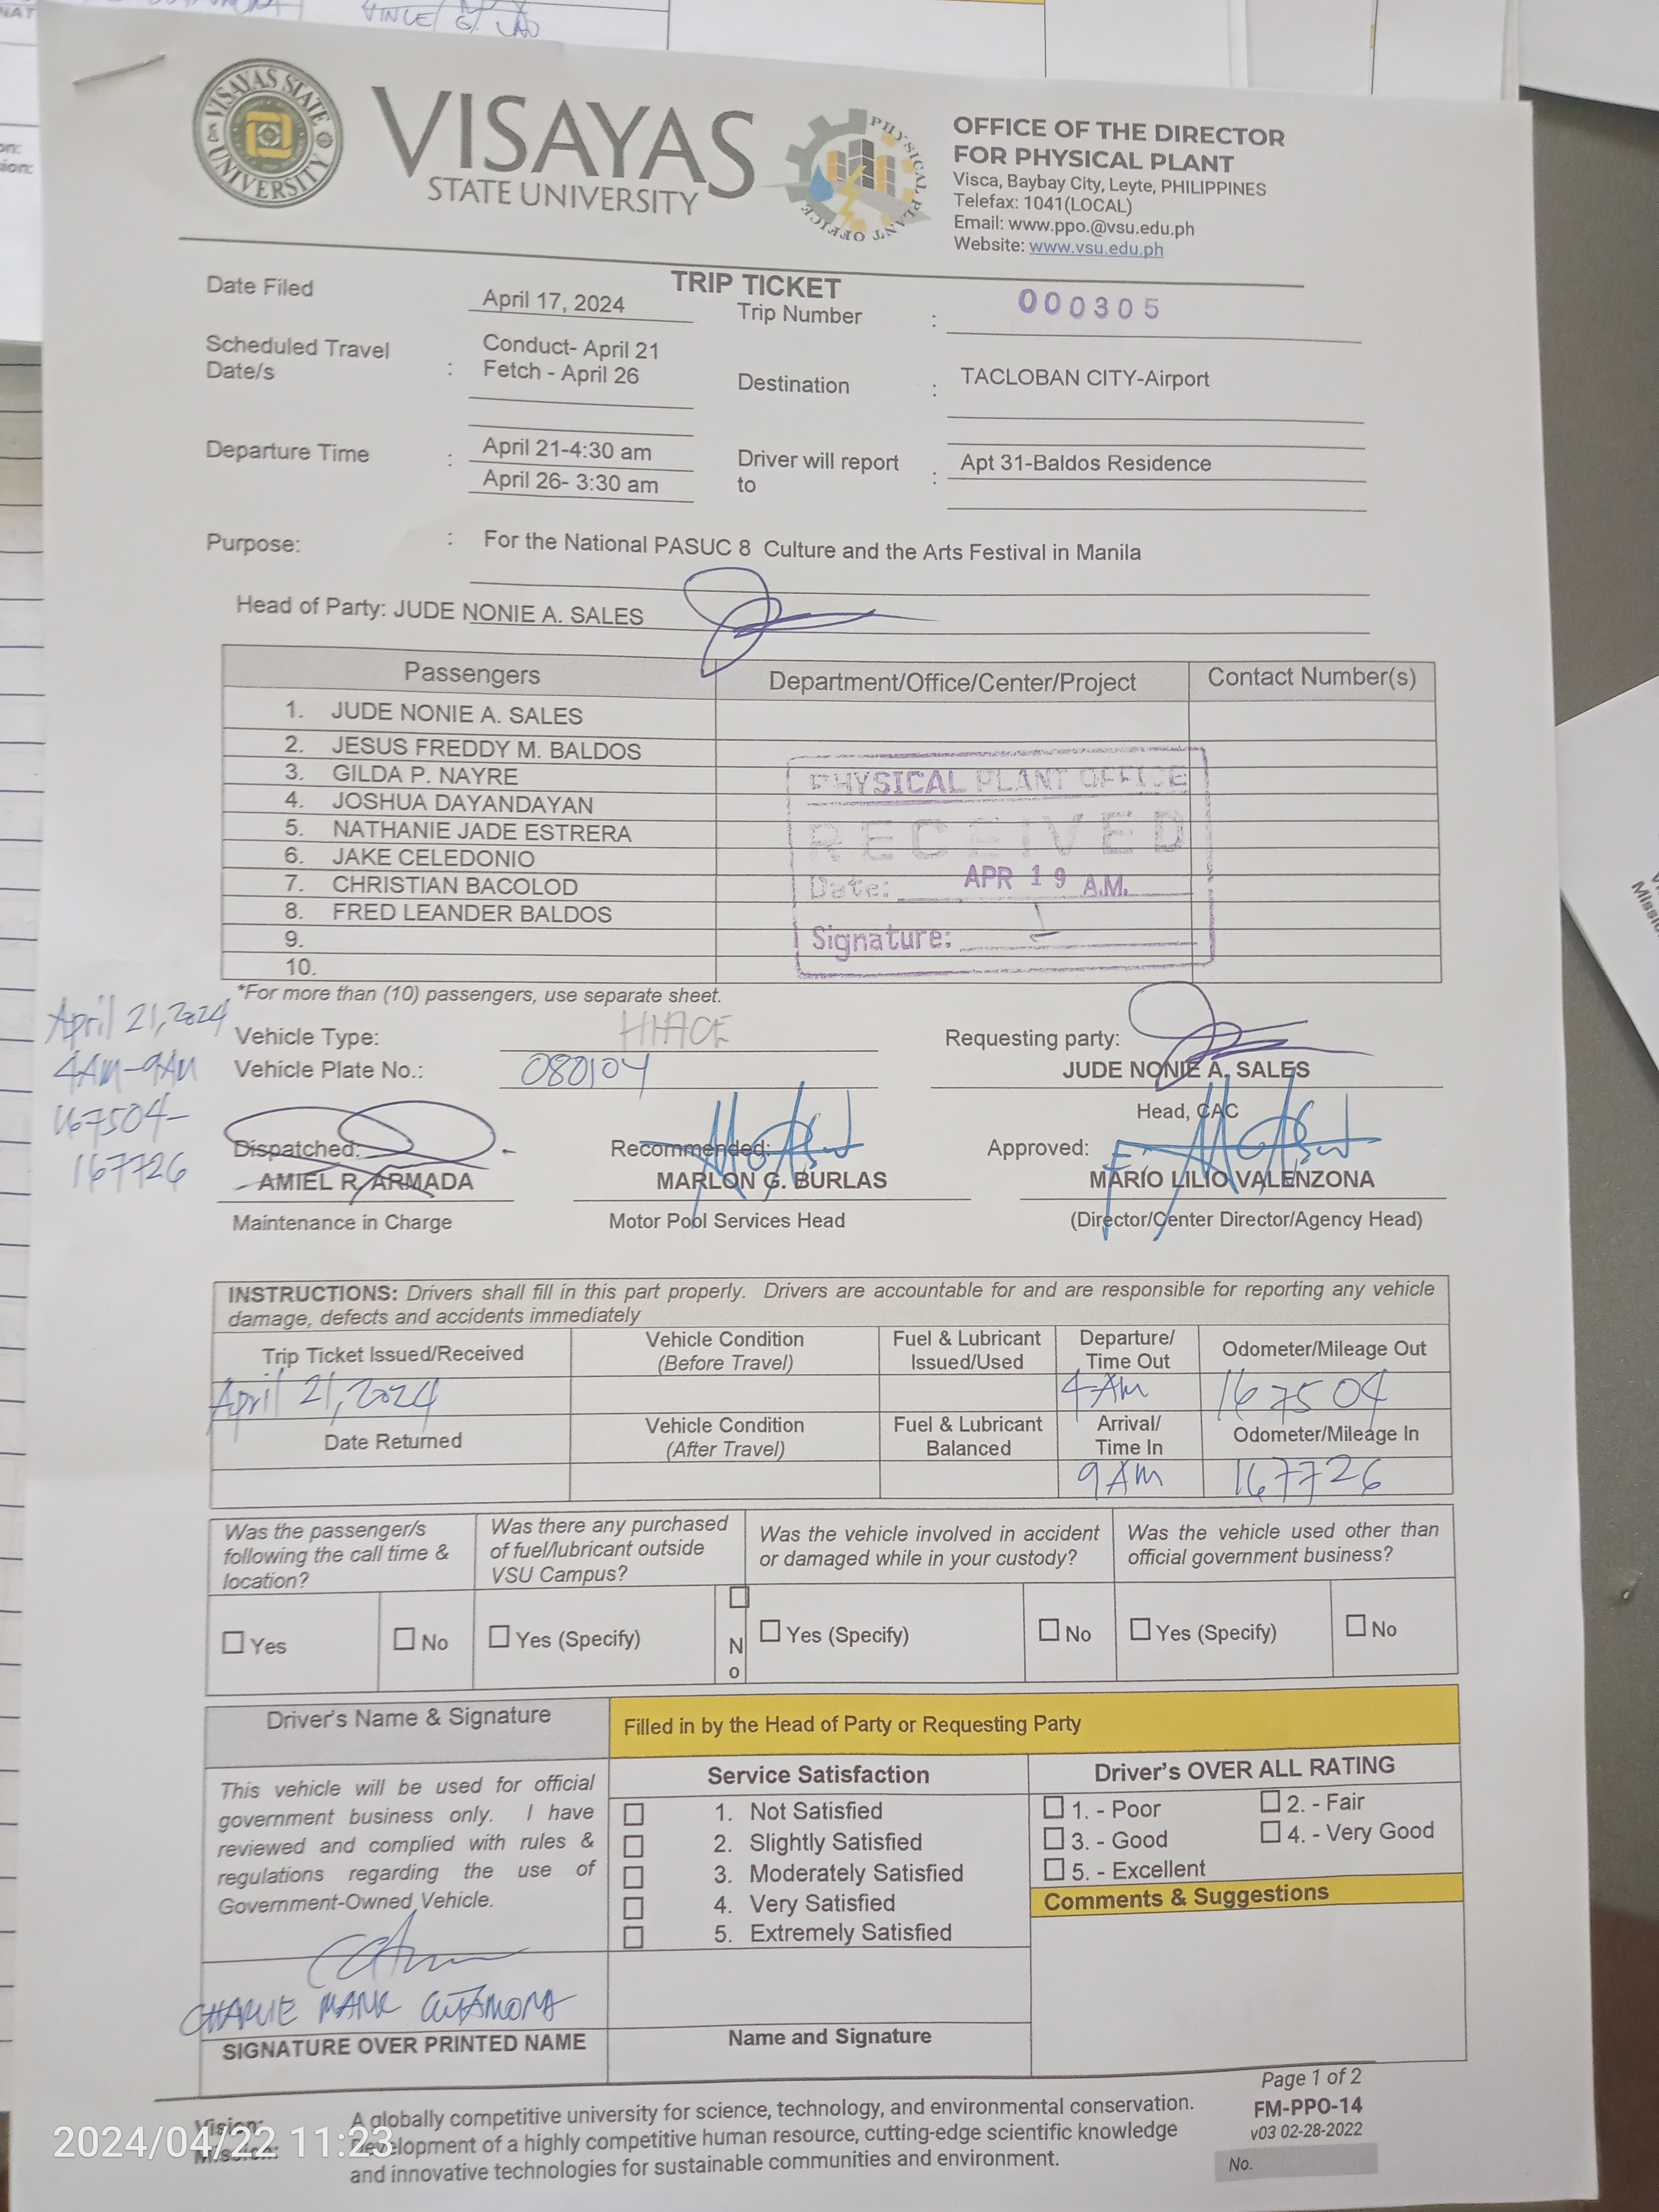 VINCE G. LAO
VISAYAS STATE UNIVERSITY
VISAYAS
STATE UNIVERSITY
PHYSICAL PLANT OFFICE
OFFICE OF THE DIRECTOR
FOR PHYSICAL PLANT
Visca, Baybay City, Leyte, PHILIPPINES
Telefax: 1041(LOCAL)
Email: www.ppo.@vsu.edu.ph
Website: www.vsu.edu.ph
TRIP TICKET
Date Filed April 17, 2024 Trip Number : 000305
Scheduled Travel Date/s : Conduct- April 21
Fetch - April 26 Destination : TACLOBAN CITY-Airport
Departure Time : April 21-4:30 am Driver will report to : Apt 31-Baldos Residence
April 26- 3:30 am
Purpose: : For the National PASUC 8 Culture and the Arts Festival in Manila
Head of Party: JUDE NONIE A. SALES
Passengers Department/Office/Center/Project Contact Number(s)
1. JUDE NONIE A. SALES
2. JESUS FREDDY M. BALDOS
3. GILDA P. NAYRE
4. JOSHUA DAYANDAYAN
5. NATHANIE JADE ESTRERA
6. JAKE CELEDONIO
7. CHRISTIAN BACOLOD
8. FRED LEANDER BALDOS
9.
10.
PHYSICAL PLANT OFFICE
RECEIVED
Date: APR 19 A.M.
Signature:
*For more than (10) passengers, use separate sheet.
April 21, 2024
4AM-9AM
167504-
167726
Vehicle Type: HIACE
Vehicle Plate No.: 080104
Requesting party:
JUDE NONIE A. SALES
Head, CAC
Dispatched: Recommended: Approved:
AMIEL R. ARMADA MARLON G. BURLAS MARIO LILIO VALENZONA
Maintenance in Charge Motor Pool Services Head (Director/Center Director/Agency Head)
INSTRUCTIONS: Drivers shall fill in this part properly. Drivers are accountable for and are responsible for reporting any vehicle
damage, defects and accidents immediately
Trip Ticket Issued/Received Vehicle Condition (Before Travel) Fuel & Lubricant Issued/Used Departure/ Time Out Odometer/Mileage Out
April 21, 2024 4 AM 167504
Date Returned Vehicle Condition (After Travel) Fuel & Lubricant Balanced Arrival/ Time In Odometer/Mileage In
9 AM 167726
Was the passenger/s following the call time & location?
Was there any purchased of fuel/lubricant outside VSU Campus?
Was the vehicle involved in accident or damaged while in your custody?
Was the vehicle used other than official government business?
Yes No Yes (Specify) No Yes (Specify) No Yes (Specify) No
Driver's Name & Signature Filled in by the Head of Party or Requesting Party
This vehicle will be used for official
government business only. I have
reviewed and complied with rules &
regulations regarding the use of
Government-Owned Vehicle.
Service Satisfaction
1. Not Satisfied
2. Slightly Satisfied
3. Moderately Satisfied
4. Very Satisfied
5. Extremely Satisfied
Driver's OVER ALL RATING
1. - Poor 2. - Fair
3. - Good 4. - Very Good
5. - Excellent
Comments & Suggestions
CHARLIE MARK
SIGNATURE OVER PRINTED NAME Name and Signature
Page 1 of 2
FM-PPO-14
v03 02-28-2022
No.
Vision: A globally competitive university for science, technology, and environmental conservation.
Mission: Development of a highly competitive human resource, cutting-edge scientific knowledge
and innovative technologies for sustainable communities and environment.
2024/04/22 11:23